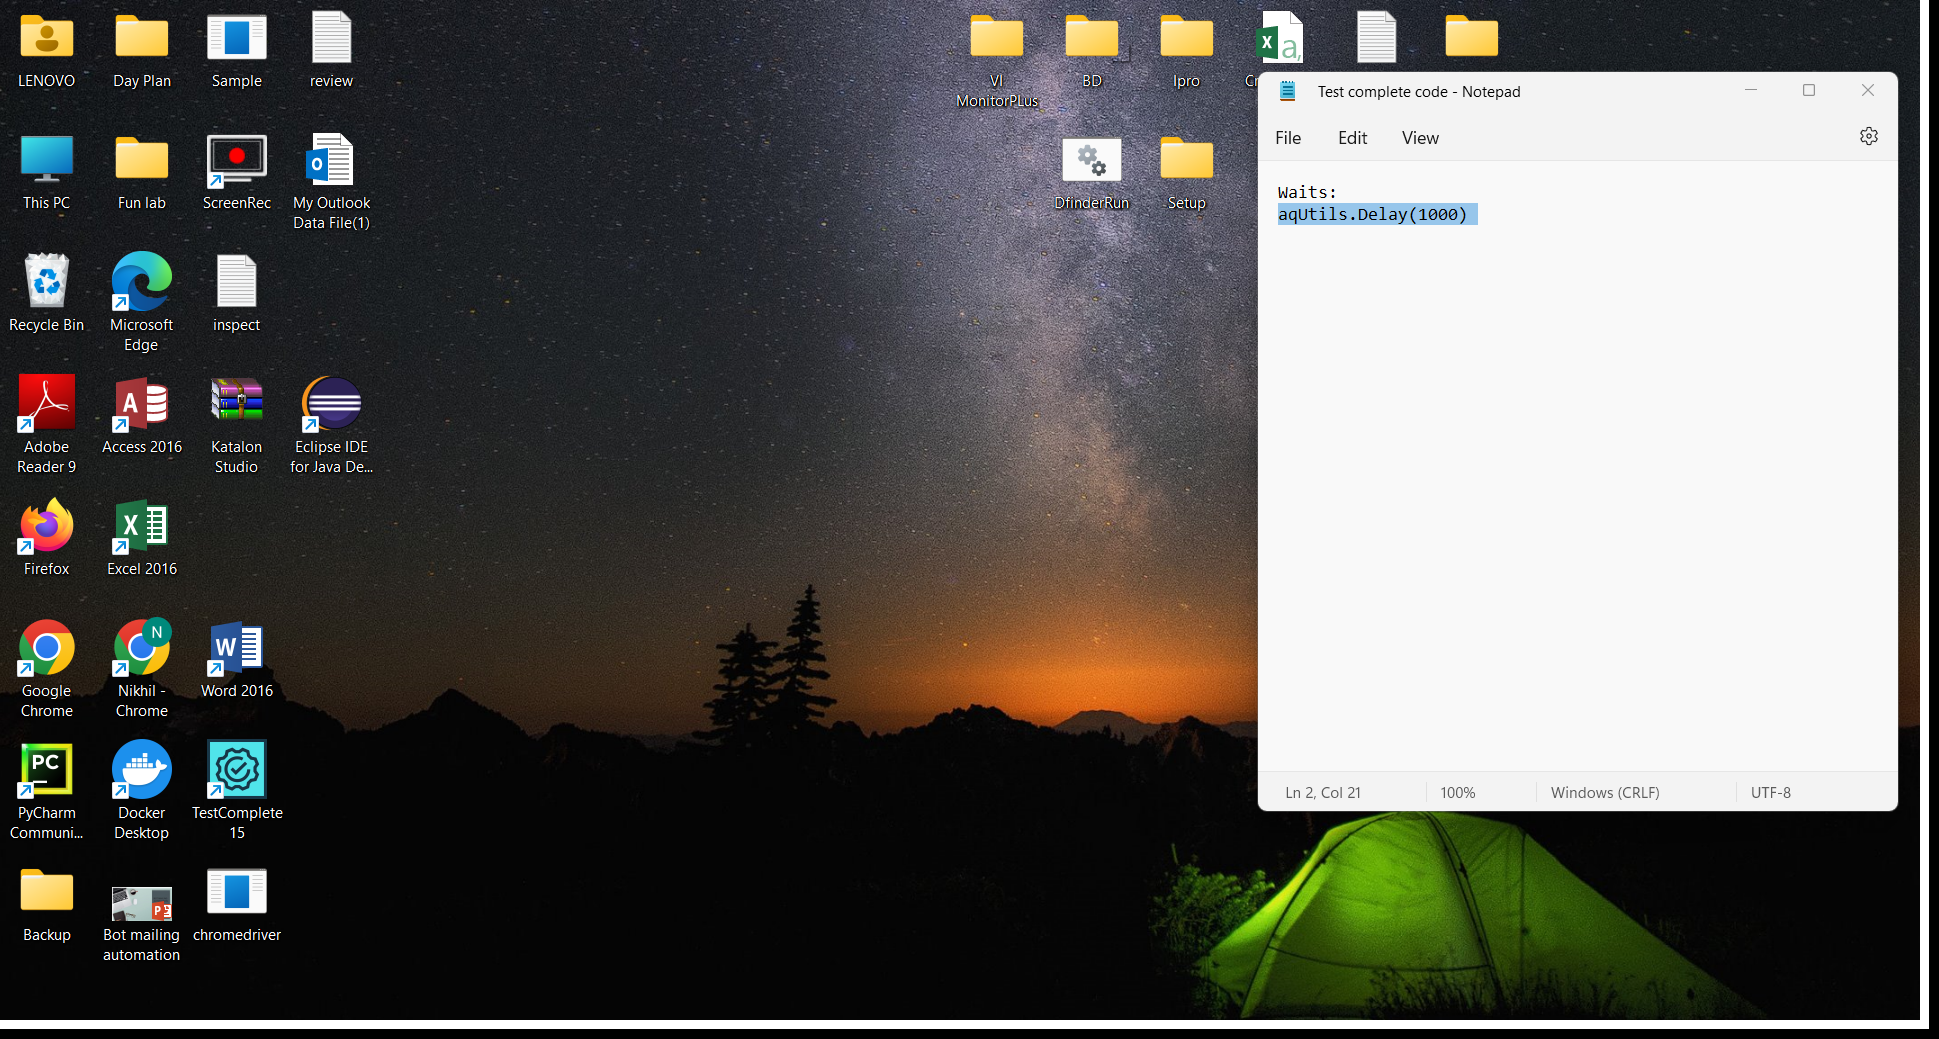 LENOVO
Day Plan
Sample
review
VI
MonitorPLus
BD
Ipro
a,
Test complete code - Notepad
File
Edit
View
Waits:
aqUtils.Delay(1000)
This PC
Fun lab
ScreenRec
My Outlook
Data File(1)
DfinderRun
Setup
Recycle Bin
Microsoft
Edge
inspect
Adobe
Reader 9
Access 2016
Katalon
Studio
Eclipse IDE
for Java De...
Firefox
Excel 2016
Google
Chrome
N
Nikhil -
Chrome
Word 2016
PC
PyCharm
Communi...
Docker
Desktop
TestComplete
15
Backup
Bot mailing
automation
chromedriver
Ln 2, Col 21
100%
Windows (CRLF)
UTF-8